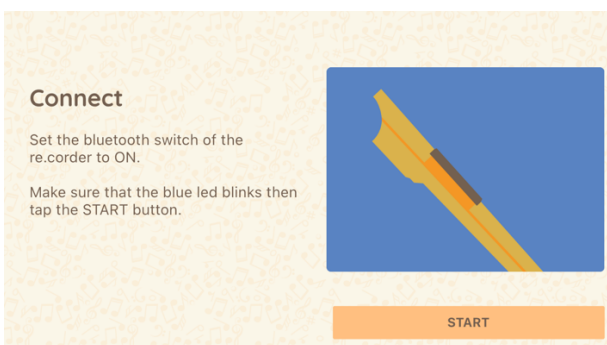 Connect
Set the bluetooth switch of the
re.corder to ON.
Make sure that the blue led blinks then
tap the START button.
START